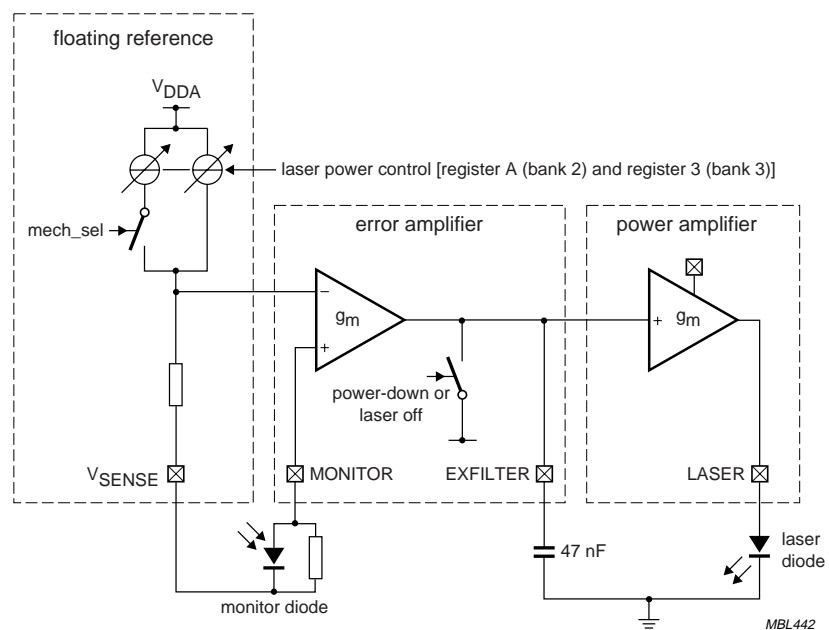 floating reference
VDDA
laser power control [register A (bank 2) and register 3 (bank 3)]
mech_sel
error amplifier
power amplifier
−
gm
+
+
gm
power-down or
laser off
VSENSE
MONITOR
EXFILTER
LASER
47 nF
laser
diode
monitor diode
MBL442